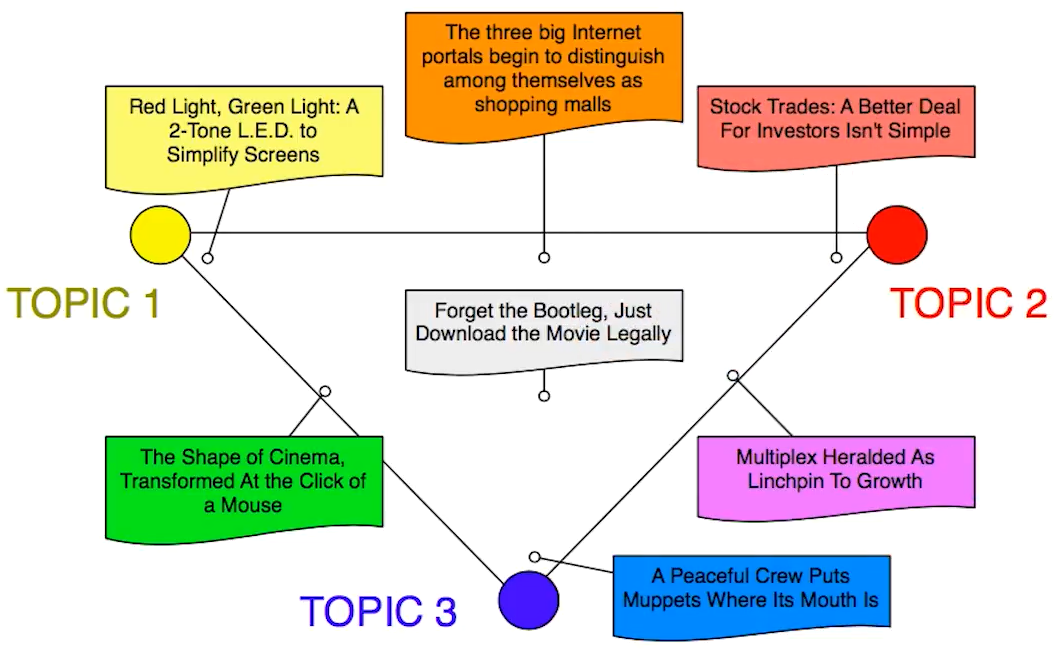 The three big Internet
portals begin to distinguish
among themselves as
shopping malls
Red Light, Green Light: A
2-Tone L.E.D. to
Simplify Screens
Stock Trades: A Better Deal
For Investors Isn't Simple
TOPIC 1
TOPIC 2
Forget the Bootleg, Just
Download the Movie Legally
The Shape of Cinema,
Transformed At the Click of
a Mouse
Multiplex Heralded As
Linchpin To Growth
TOPIC 3
A Peaceful Crew Puts
Muppets Where Its Mouth Is